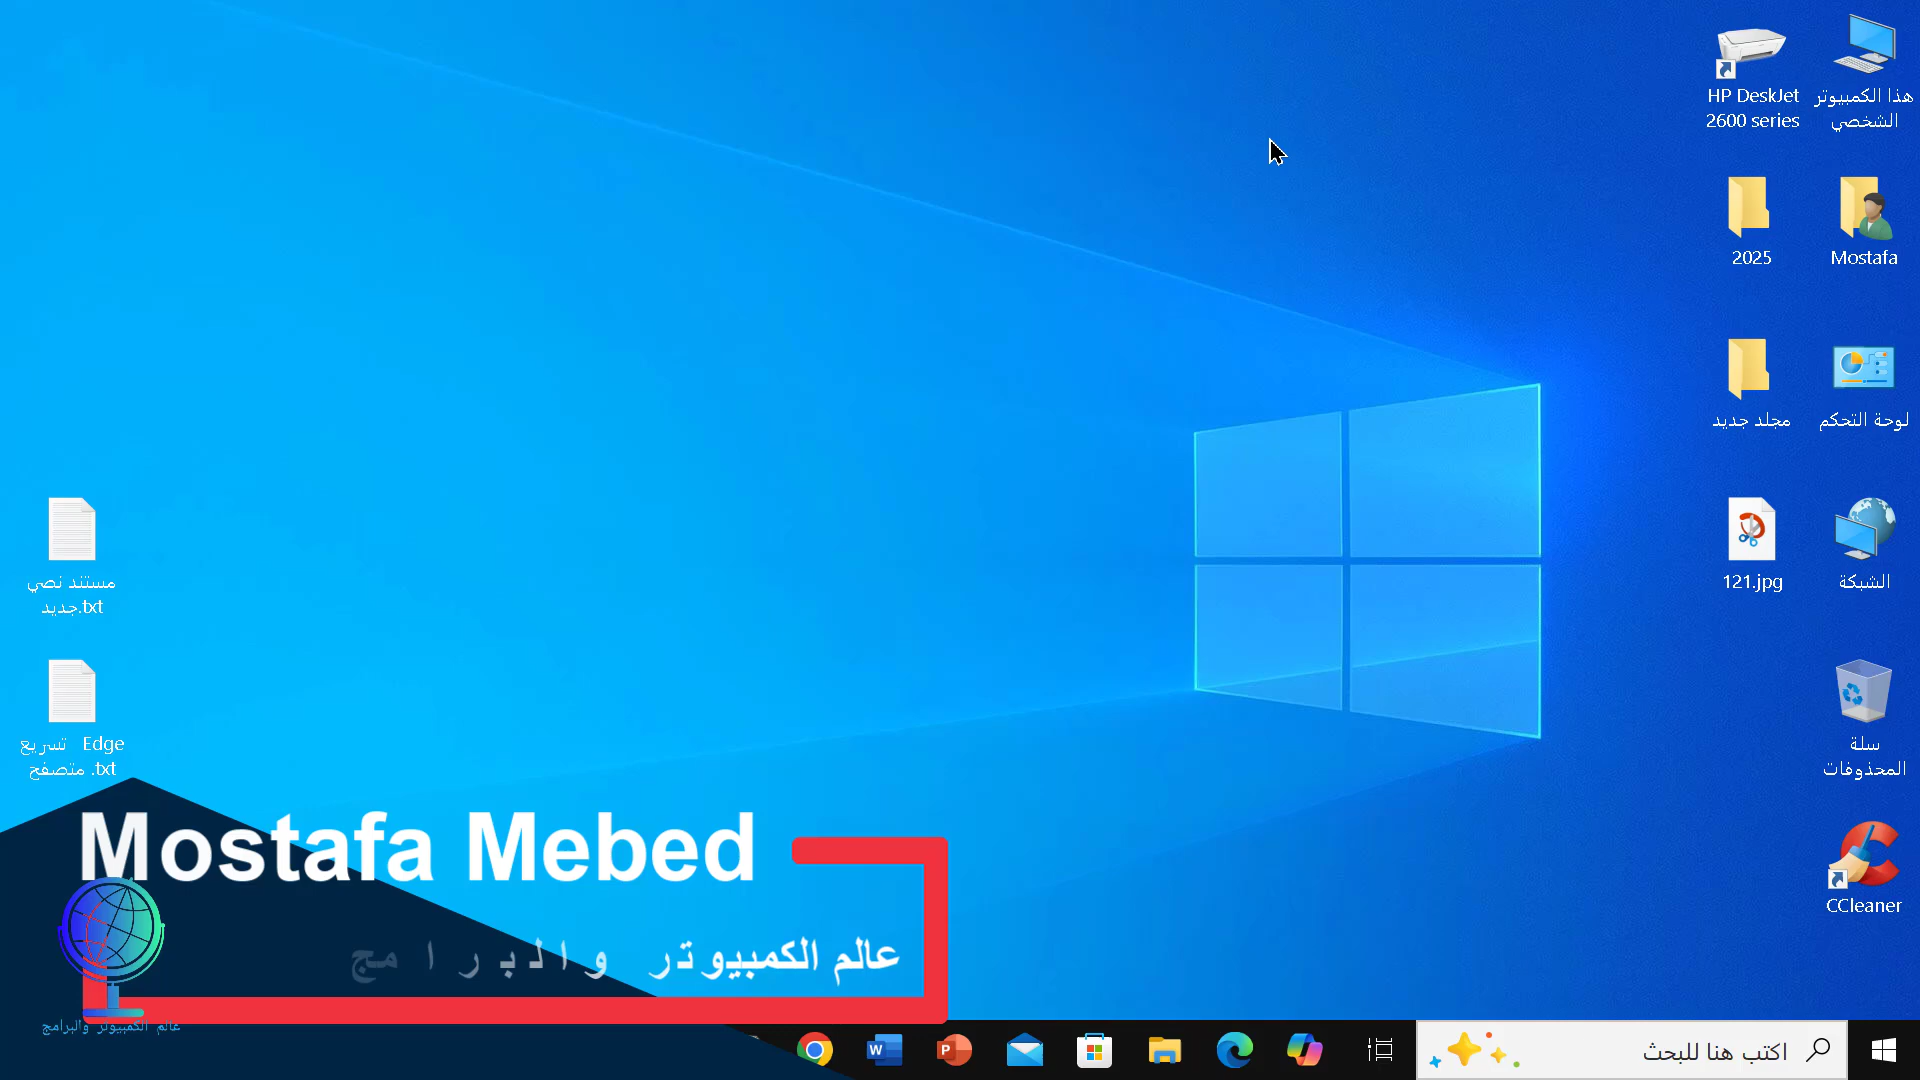 هذا الكمبيوتر
الشخصي
HP DeskJet
2600 series
Mostafa
2025
لوحة التحكم
مجلد جديد
الشبكة
121.jpg
سلة
المحذوفات
CCleaner
مستند نصي
جديد.txt
تسريع Edge
متصفح .txt
Mostafa Mebed
عالم الكمبيوتر والبرامج
عالم الكمبيوتر والبرامج
اكتب هنا للبحث